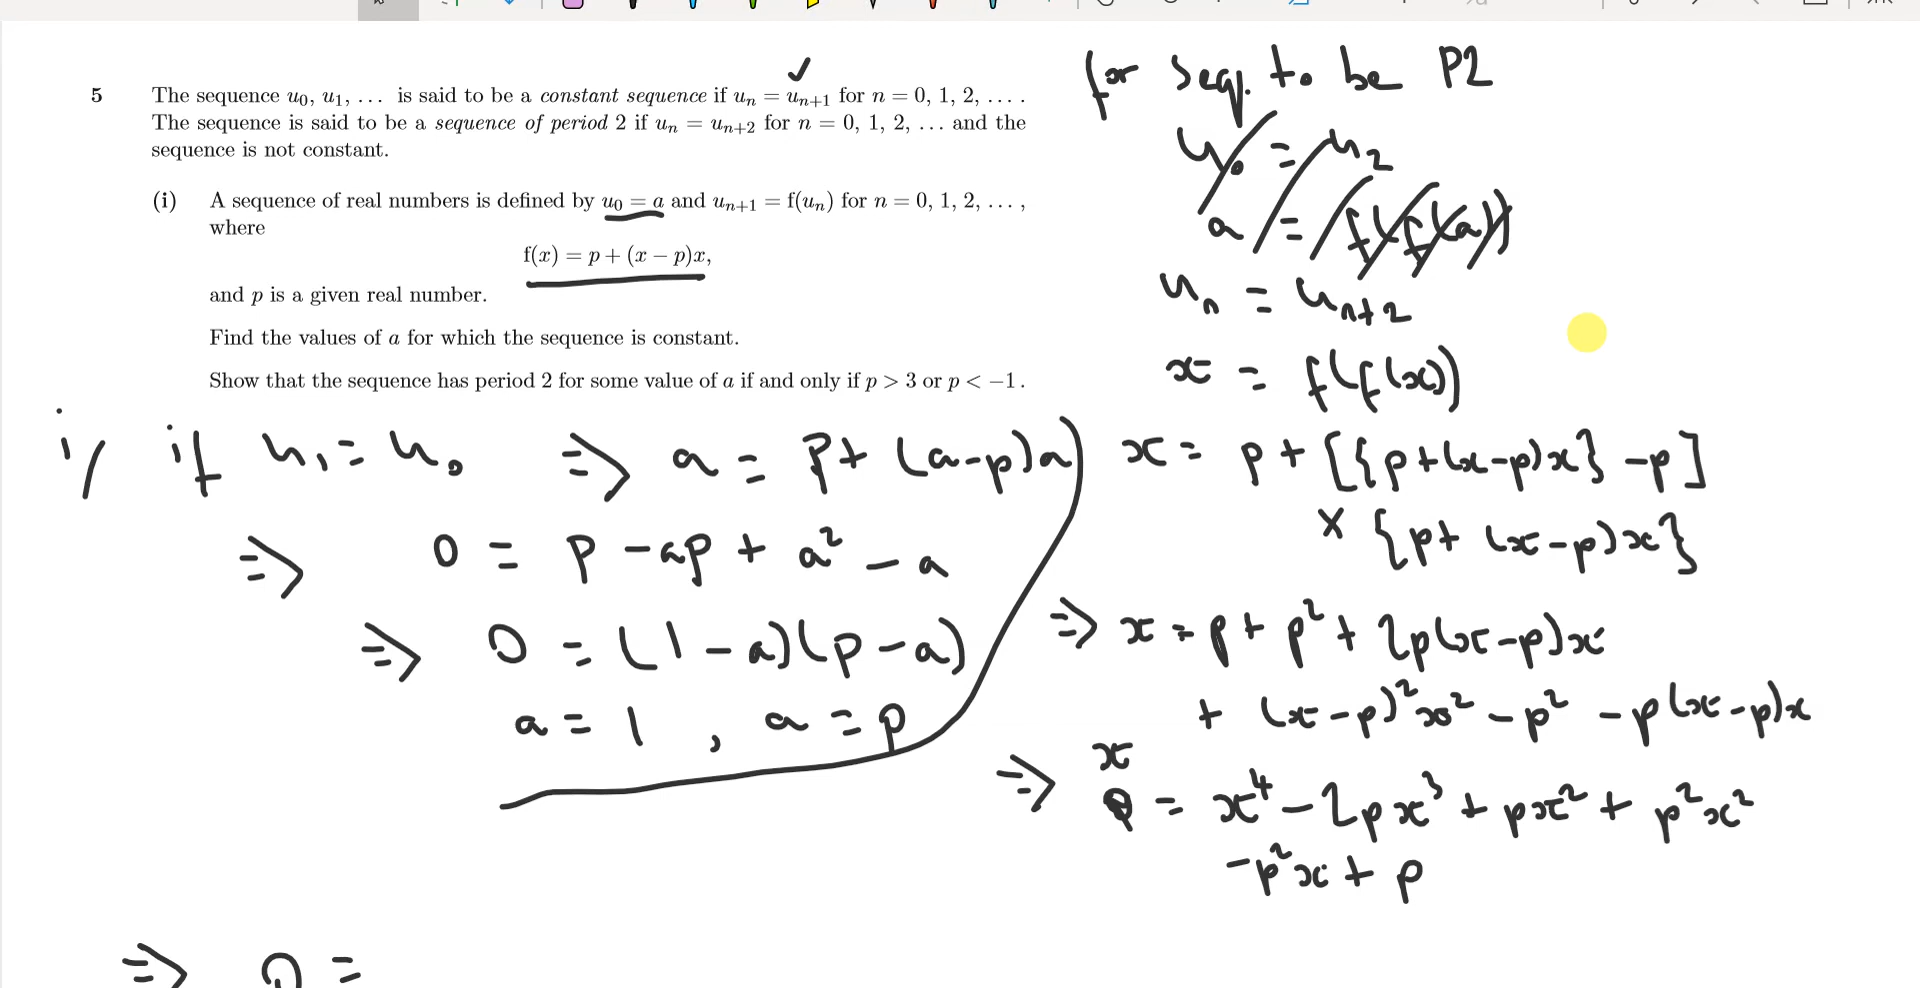 5 The sequence u₀, u₁, ... is said to be a constant sequence if uₙ = uₙ₊₁ for n = 0, 1, 2, ... .
The sequence is said to be a sequence of period 2 if uₙ = uₙ₊₂ for n = 0, 1, 2, ... and the
sequence is not constant.
(i) A sequence of real numbers is defined by u₀ = a and uₙ₊₁ = f(uₙ) for n = 0, 1, 2, ... ,
where
f(x) = p + (x − p)x,
and p is a given real number.
Find the values of a for which the sequence is constant.
Show that the sequence has period 2 for some value of a if and only if p > 3 or p < −1.
i/ if u₁ = u₀ ⇒ a = p + (a−p)a
⇒ 0 = p − ap + a² − a
⇒ 0 = (1−a)(p−a)
a = 1 , a = p
for seq. to be P2
u₀ = u₂
a = f(f(a))
uₙ = uₙ₊₂
x = f(f(x))
x = p + [{p+(x−p)x} −p]
× {p+ (x−p)x}
⇒ x = p + p² + 2p(x−p)x
+ (x−p)²x² − p² − p(x−p)x
x
⇒ 0 = x⁴ − 2px³ + px² + p²x²
−p²x + p
⇒ 0 =